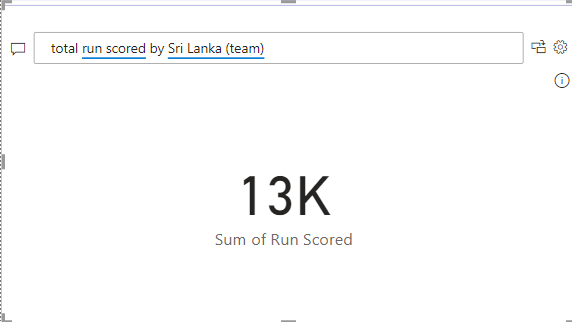 total run scored by Sri Lanka (team)
13K
Sum of Run Scored